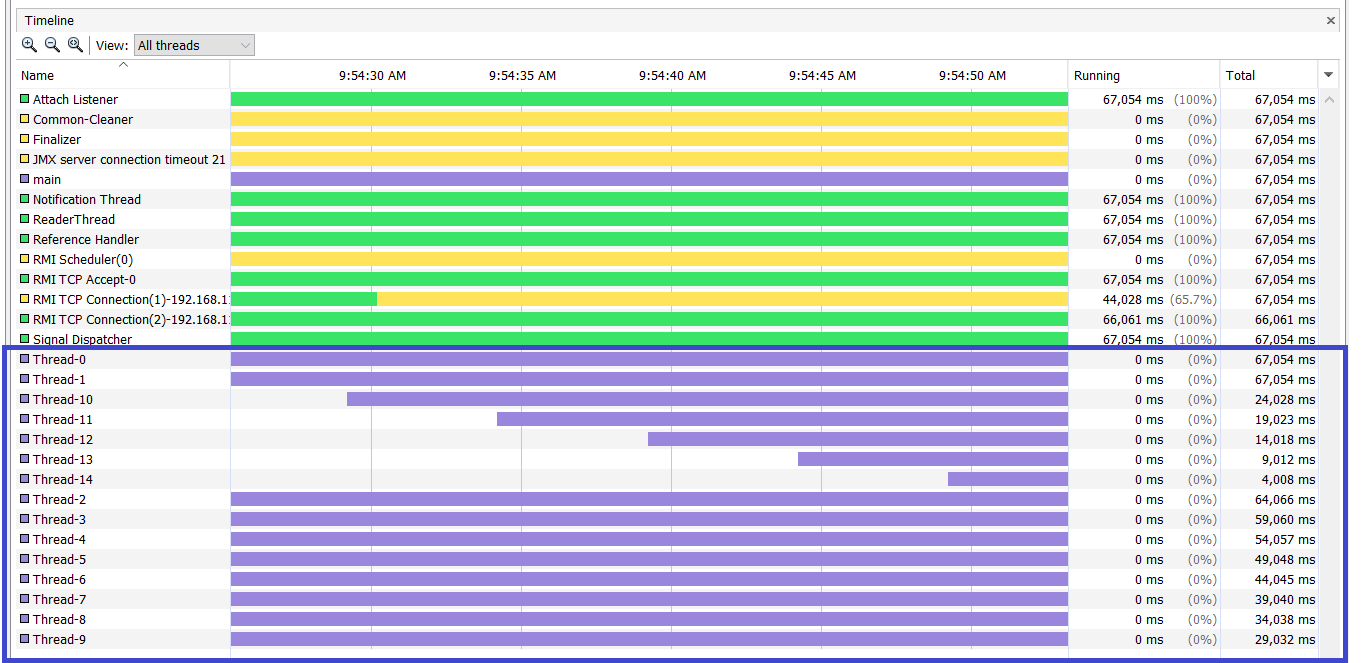 Timeline ×
View: All threads
Name 9:54:30 AM 9:54:35 AM 9:54:40 AM 9:54:45 AM 9:54:50 AM Running Total
Attach Listener 67,054 ms (100%) 67,054 ms
Common-Cleaner 0 ms (0%) 67,054 ms
Finalizer 0 ms (0%) 67,054 ms
JMX server connection timeout 21 0 ms (0%) 67,054 ms
main 0 ms (0%) 67,054 ms
Notification Thread 67,054 ms (100%) 67,054 ms
ReaderThread 67,054 ms (100%) 67,054 ms
Reference Handler 67,054 ms (100%) 67,054 ms
RMI Scheduler(0) 0 ms (0%) 67,054 ms
RMI TCP Accept-0 67,054 ms (100%) 67,054 ms
RMI TCP Connection(1)-192.168.1 44,028 ms (65.7%) 67,054 ms
RMI TCP Connection(2)-192.168.1 66,061 ms (100%) 66,061 ms
Signal Dispatcher 67,054 ms (100%) 67,054 ms
Thread-0 0 ms (0%) 67,054 ms
Thread-1 0 ms (0%) 67,054 ms
Thread-10 0 ms (0%) 24,028 ms
Thread-11 0 ms (0%) 19,023 ms
Thread-12 0 ms (0%) 14,018 ms
Thread-13 0 ms (0%) 9,012 ms
Thread-14 0 ms (0%) 4,008 ms
Thread-2 0 ms (0%) 64,066 ms
Thread-3 0 ms (0%) 59,060 ms
Thread-4 0 ms (0%) 54,057 ms
Thread-5 0 ms (0%) 49,048 ms
Thread-6 0 ms (0%) 44,045 ms
Thread-7 0 ms (0%) 39,040 ms
Thread-8 0 ms (0%) 34,038 ms
Thread-9 0 ms (0%) 29,032 ms